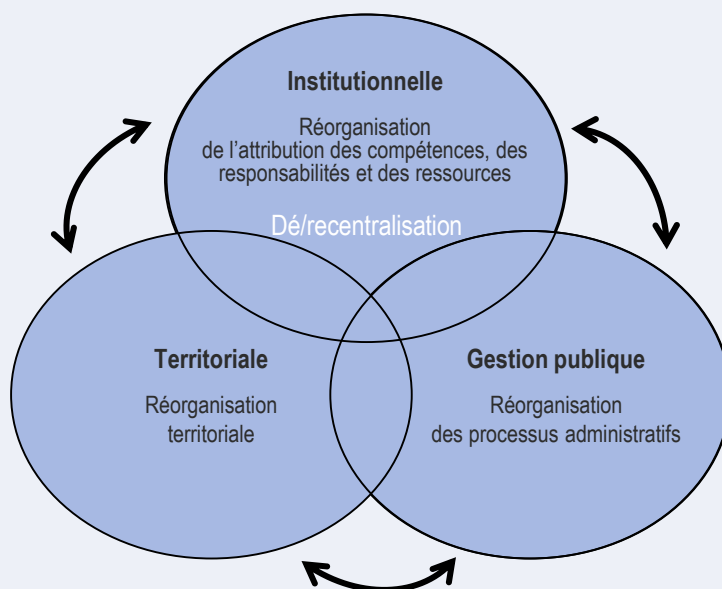 Institutionnelle
Réorganisation
de l’attribution des compétences, des
responsabilités et des ressources
Dé/recentralisation
Territoriale
Réorganisation
territoriale
Gestion publique
Réorganisation
des processus administratifs